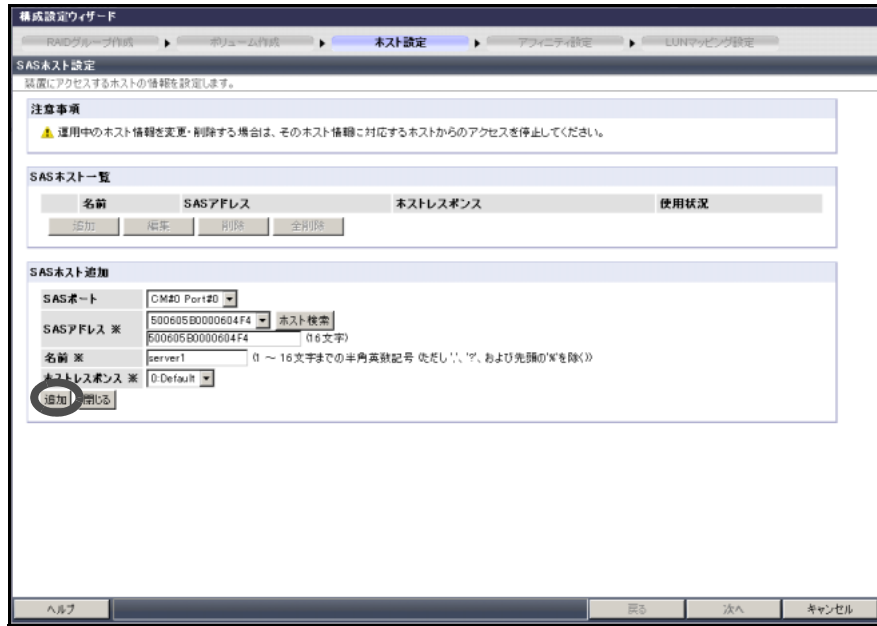 構成設定ウィザード
RAIDグループ作成 ボリューム作成 ホスト設定 アフィニティ設定 LUNマッピング設定
SASホスト設定
装置にアクセスするホストの情報を設定します。
注意事項
運用中のホスト情報を変更・削除する場合は、そのホスト情報に対応するホストからのアクセスを停止してください。
SASホスト一覧
名前 SASアドレス ホストレスポンス 使用状況
追加 編集 削除 全削除
SASホスト追加
SASポート CM#0 Port#0
SASアドレス ※ 500605B0000604F4 ホスト検索
500605B0000604F4 (16文字)
名前 ※ server1 (1 ～ 16文字までの半角英数記号 (ただし ',', '?', および先頭の'%'を除く))
ホストレスポンス ※ 0:Default
追加 閉じる
ヘルプ 戻る 次へ キャンセル